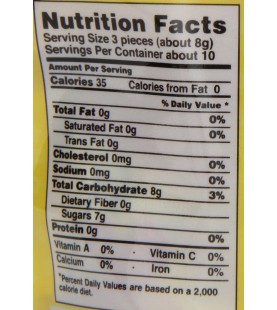 Nutrition Facts
Serving Size 3 pieces (about 8g)
Servings Per Container about 10
Amount Per Serving
Calories 35 Calories from Fat 0
% Daily Value *
Total Fat 0g 0%
Saturated Fat 0g 0%
Trans Fat 0g
Cholesterol 0mg 0%
Sodium 0mg 0%
Total Carbohydrate 8g 3%
Dietary Fiber 0g
Sugars 7g
Protein 0g 0%
Vitamin A 0% · Vitamin C 0%
Calcium 0% · Iron 0%
*Percent Daily Values are based on a 2,000
calorie diet.